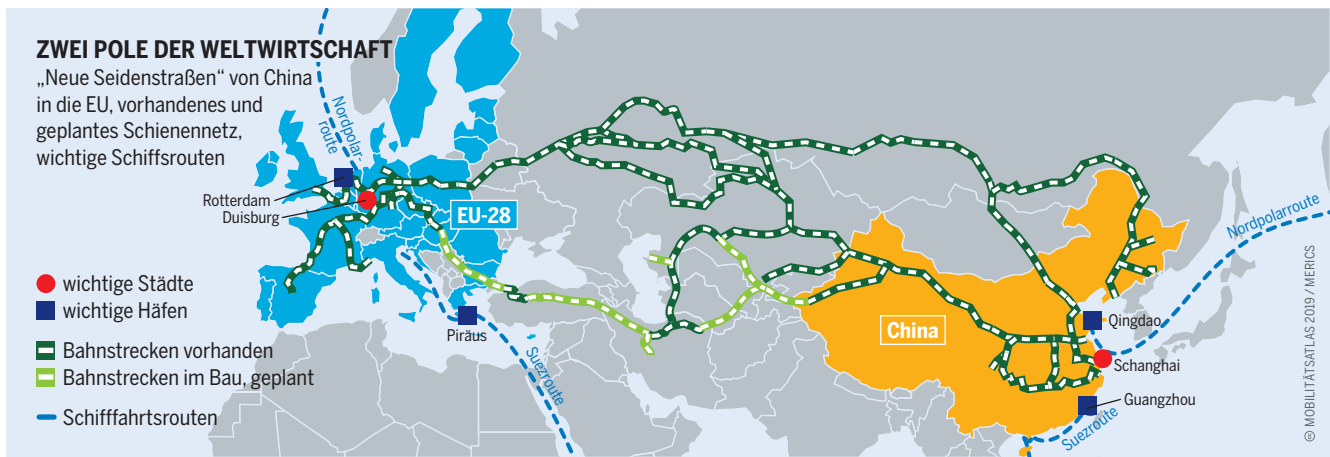 ZWEI POLE DER WELTWIRTSCHAFT
„Neue Seidenstraßen“ von China
in die EU, vorhandenes und
geplantes Schienennetz,
wichtige Schiffsrouten
Nordpolar-
route
Rotterdam
Duisburg
EU-28
Nordpolarroute
wichtige Städte
wichtige Häfen
Piräus
Suezroute
China
Qingdao
Schanghai
Guangzhou
Suezroute
Bahnstrecken vorhanden
Bahnstrecken im Bau, geplant
Schifffahrtsrouten
© MOBILITÄTSATLAS 2019 / MERICS